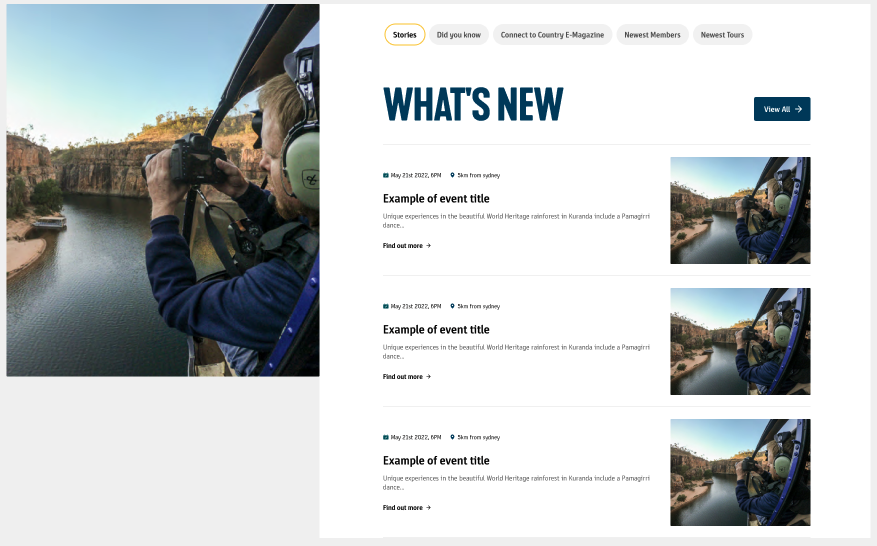 Stories
Did you know
Connect to Country E-Magazine
Newest Members
Newest Tours
WHAT'S NEW
View All
May 21st 2022, 6PM
5km from sydney
Example of event title
Unique experiences in the beautiful World Heritage rainforest in Kuranda include a Pamagirri
dance...
Find out more
May 21st 2022, 6PM
5km from sydney
Example of event title
Unique experiences in the beautiful World Heritage rainforest in Kuranda include a Pamagirri
dance...
Find out more
May 21st 2022, 6PM
5km from sydney
Example of event title
Unique experiences in the beautiful World Heritage rainforest in Kuranda include a Pamagirri
dance...
Find out more